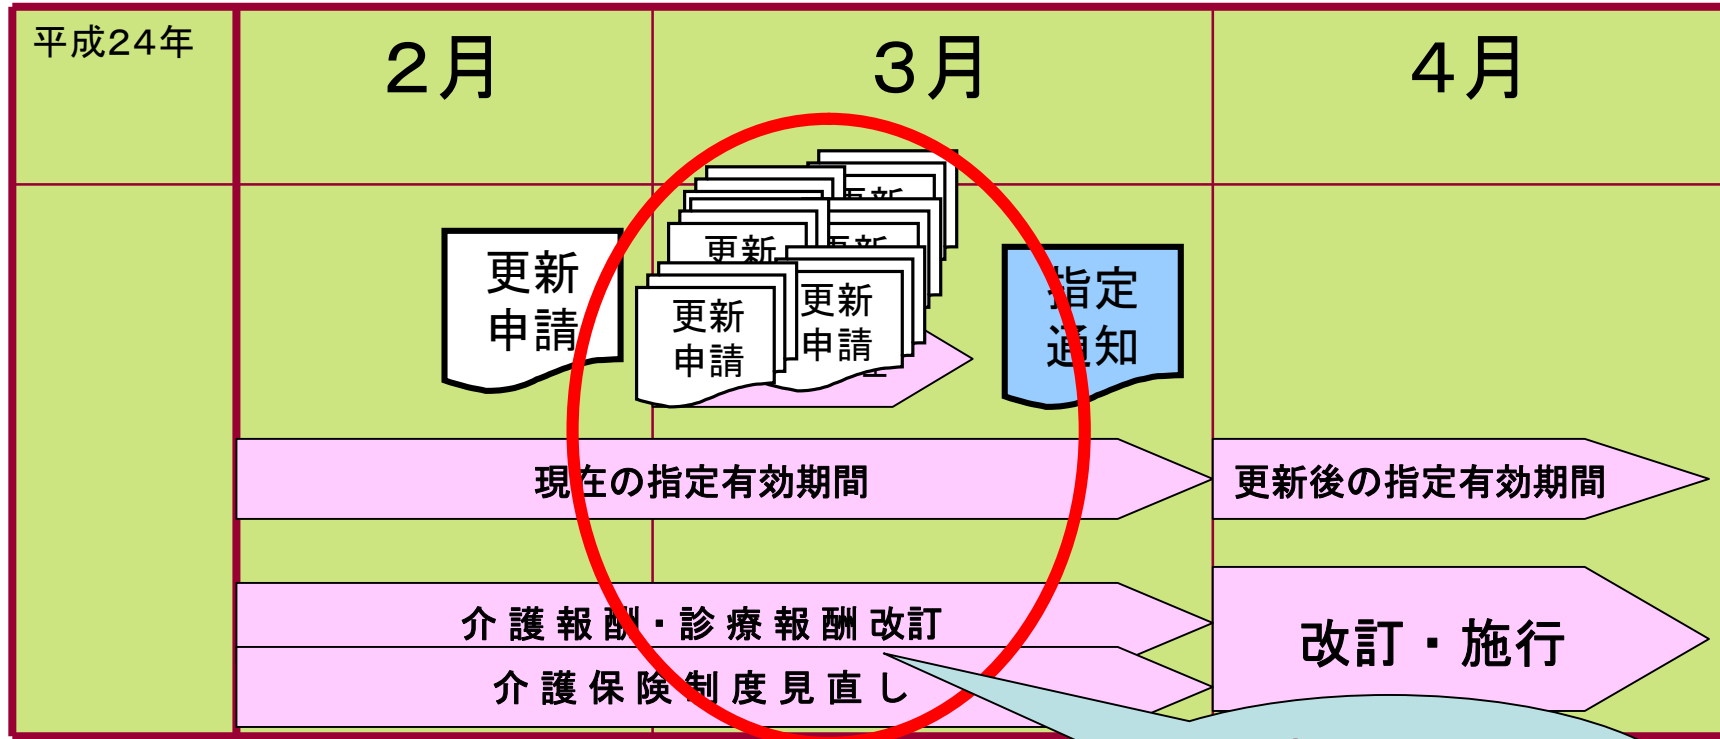 平成24年
2月
3月
4月
更新
申請
更新
更新
更新
更新
申請
更新
申請
指定
通知
現在の指定有効期間
更新後の指定有効期間
介護報酬・診療報酬改訂
介護保険制度見直し
改訂・施行